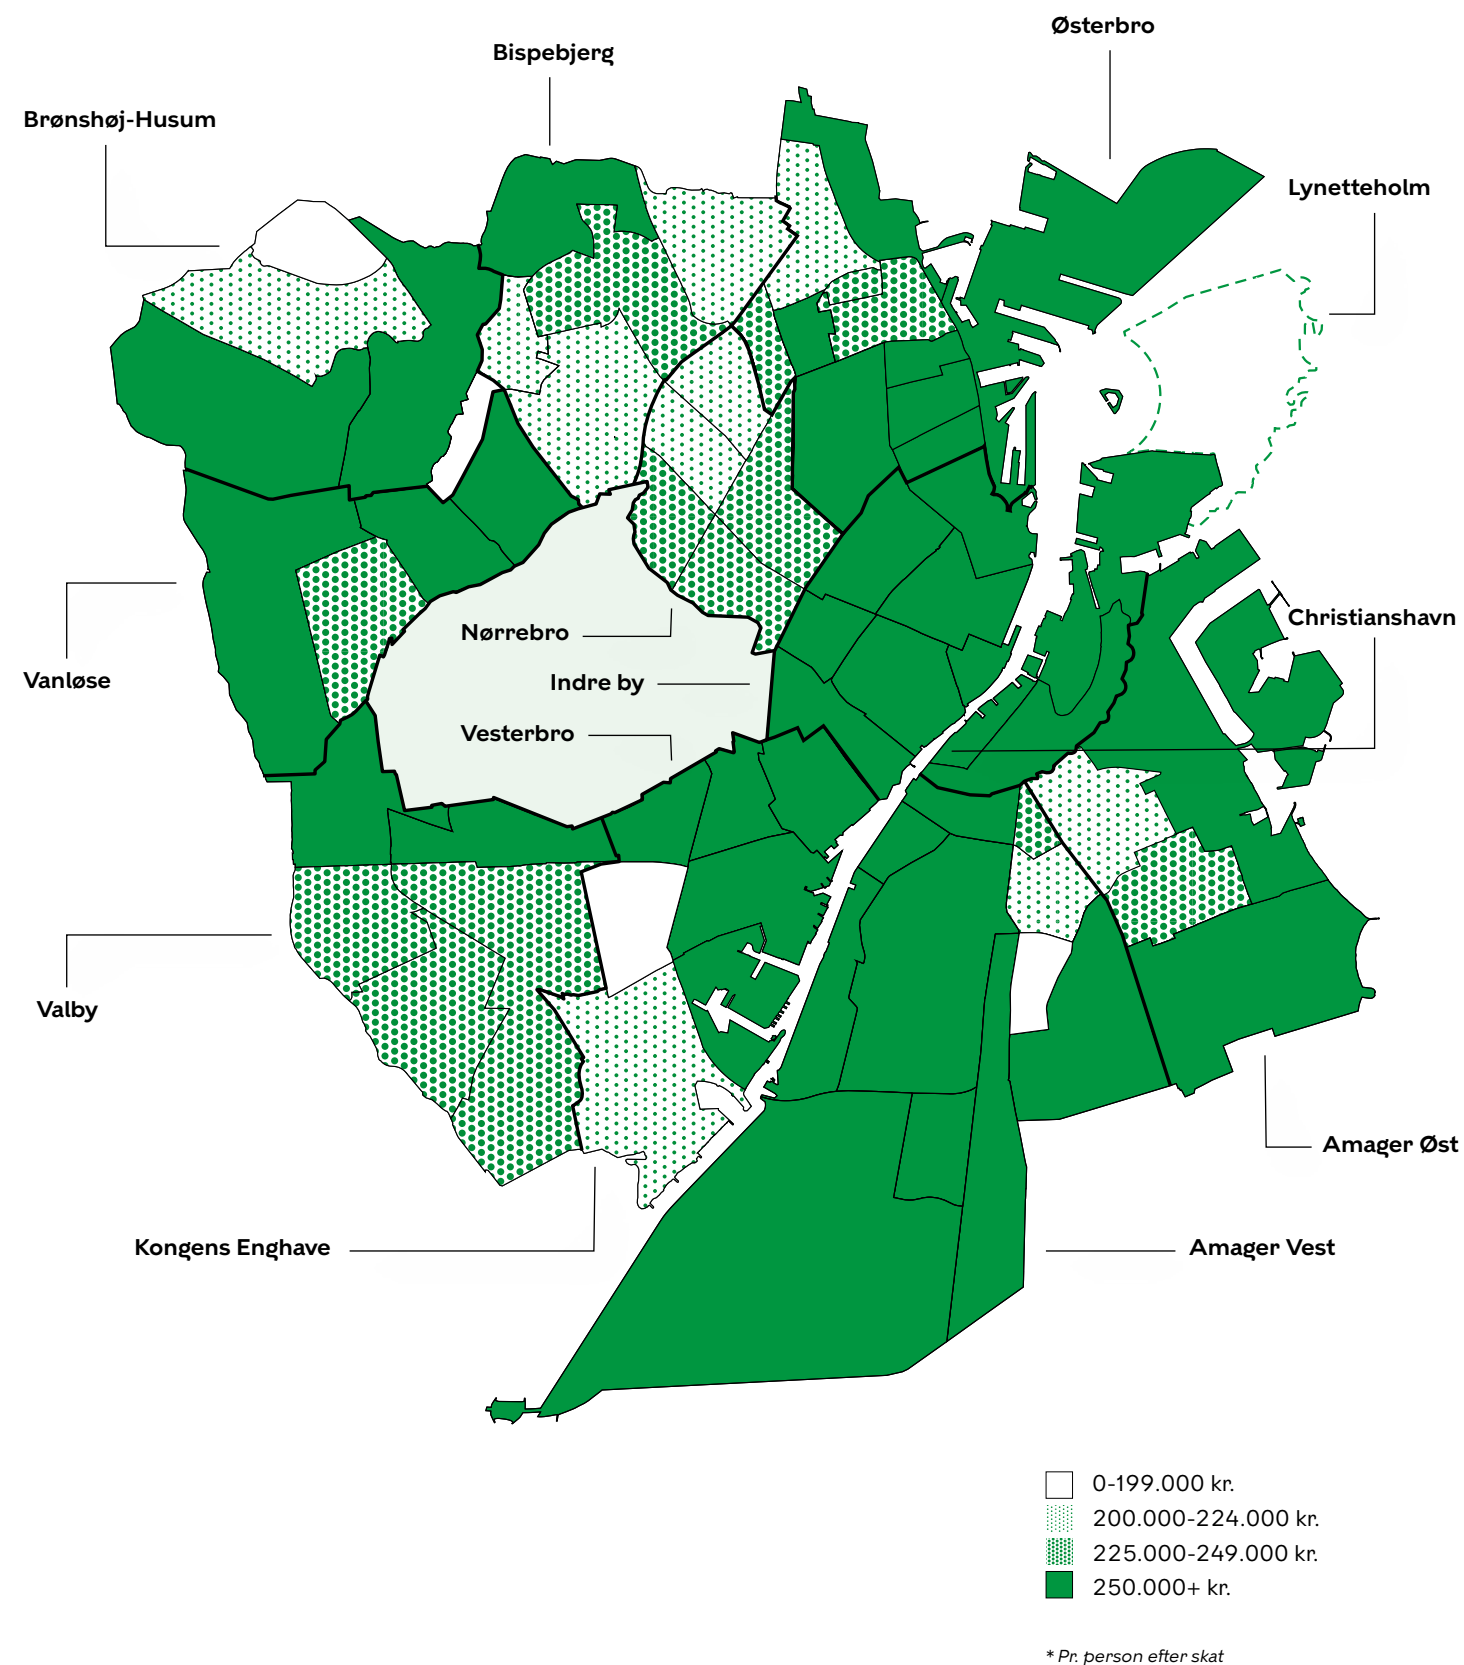 Østerbro
Bispebjerg
Brønshøj-Husum
Lynetteholm
Christianshavn
Nørrebro
Vanløse
Indre by
Vesterbro
Valby
Amager Øst
Kongens Enghave
Amager Vest
0-199.000 kr.
200.000-224.000 kr.
225.000-249.000 kr.
250.000+ kr.
* Pr. person efter skat